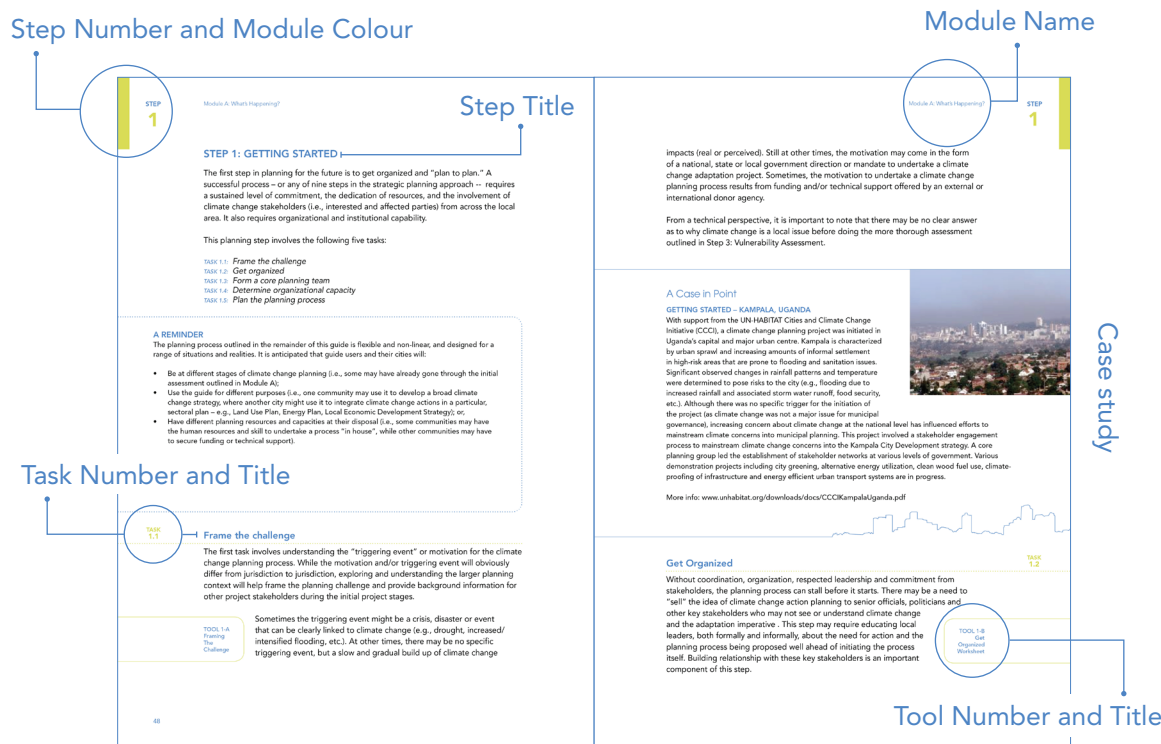 Step Number and Module Colour
Module Name
STEP
1
Module A: What's Happening?
Step Title
STEP 1: GETTING STARTED
The first step in planning for the future is to get organized and "plan to plan." A
successful process – or any of nine steps in the strategic planning approach -- requires
a sustained level of commitment, the dedication of resources, and the involvement of
climate change stakeholders (i.e., interested and affected parties) from across the local
area. It also requires organizational and institutional capability.
This planning step involves the following five tasks:
TASK 1.1: Frame the challenge
TASK 1.2: Get organized
TASK 1.3: Form a core planning team
TASK 1.4: Determine organizational capacity
TASK 1.5: Plan the planning process
A REMINDER
The planning process outlined in the remainder of this guide is flexible and non-linear, and designed for a
range of situations and realities. It is anticipated that guide users and their cities will:
• Be at different stages of climate change planning (i.e., some may have already gone through the initial
assessment outlined in Module A);
• Use the guide for different purposes (i.e., one community may use it to develop a broad climate
change strategy, where another city might use it to integrate climate change actions in a particular,
sectoral plan – e.g., Land Use Plan, Energy Plan, Local Economic Development Strategy); or,
• Have different planning resources and capacities at their disposal (i.e., some communities may have
the human resources and skill to undertake a process "in house", while other communities may have
to secure funding or technical support).
Task Number and Title
TASK
1.1
Frame the challenge
The first task involves understanding the "triggering event" or motivation for the climate
change planning process. While the motivation and/or triggering event will obviously
differ from jurisdiction to jurisdiction, exploring and understanding the larger planning
context will help frame the planning challenge and provide background information for
other project stakeholders during the initial project stages.
TOOL 1-A
Framing
The
Challenge
Sometimes the triggering event might be a crisis, disaster or event
that can be clearly linked to climate change (e.g., drought, increased/
intensified flooding, etc.). At other times, there may be no specific
triggering event, but a slow and gradual build up of climate change
48
Module A: What's Happening?
STEP
1
impacts (real or perceived). Still at other times, the motivation may come in the form
of a national, state or local government direction or mandate to undertake a climate
change adaptation project. Sometimes, the motivation to undertake a climate change
planning process results from funding and/or technical support offered by an external or
international donor agency.
From a technical perspective, it is important to note that there may be no clear answer
as to why climate change is a local issue before doing the more thorough assessment
outlined in Step 3: Vulnerability Assessment.
A Case in Point
GETTING STARTED – KAMPALA, UGANDA
With support from the UN-HABITAT Cities and Climate Change
Initiative (CCCI), a climate change planning project was initiated in
Uganda's capital and major urban centre. Kampala is characterized
by urban sprawl and increasing amounts of informal settlement
in high-risk areas that are prone to flooding and sanitation issues.
Significant observed changes in rainfall patterns and temperature
were determined to pose risks to the city (e.g., flooding due to
increased rainfall and associated storm water runoff, food security,
etc.). Although there was no specific trigger for the initiation of
the project (as climate change was not a major issue for municipal
governance), increasing concern about climate change at the national level has influenced efforts to
mainstream climate concerns into municipal planning. This project involved a stakeholder engagement
process to mainstream climate change concerns into the Kampala City Development strategy. A core
planning group led the establishment of stakeholder networks at various levels of government. Various
demonstration projects including city greening, alternative energy utilization, clean wood fuel use, climate-
proofing of infrastructure and energy efficient urban transport systems are in progress.
More info: www.unhabitat.org/downloads/docs/CCCIKampalaUganda.pdf
Case study
Get Organized
TASK
1.2
Without coordination, organization, respected leadership and commitment from
stakeholders, the planning process can stall before it starts. There may be a need to
"sell" the idea of climate change action planning to senior officials, politicians and
other key stakeholders who may not see or understand climate change
and the adaptation imperative . This step may require educating local
leaders, both formally and informally, about the need for action and the
planning process being proposed well ahead of initiating the process
itself. Building relationship with these key stakeholders is an important
component of this step.
TOOL 1-B
Get
Organized
Worksheet
Tool Number and Title